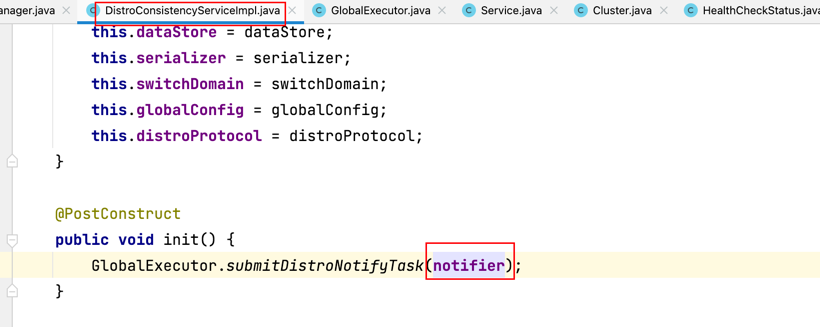 anager.java DistroConsistencyServiceImpl.java GlobalExecutor.java Service.java Cluster.java HealthCheckStatus.java
this.dataStore = dataStore;
this.serializer = serializer;
this.switchDomain = switchDomain;
this.globalConfig = globalConfig;
this.distroProtocol = distroProtocol;
}
@PostConstruct
public void init() {
GlobalExecutor.submitDistroNotifyTask(notifier);
}